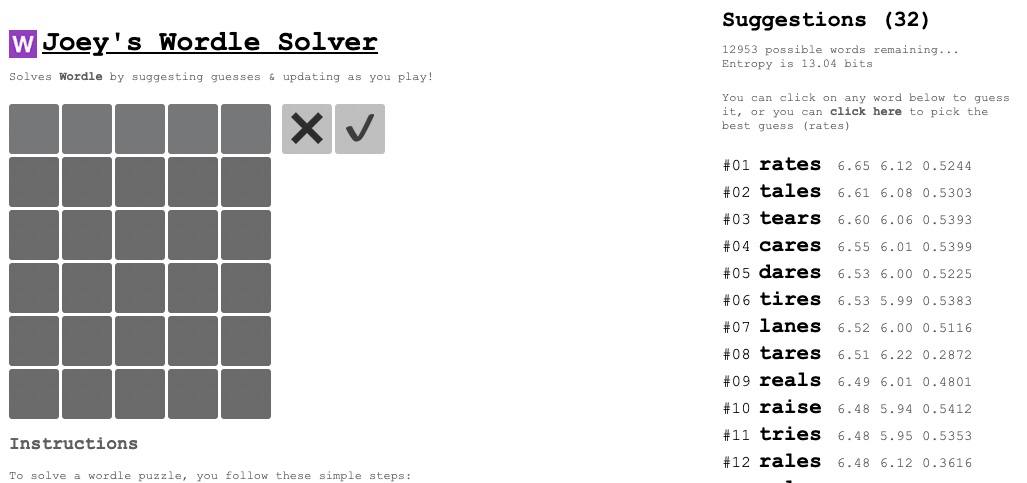 W Joey's Wordle Solver
Solves Wordle by suggesting guesses & updating as you play!
Instructions
To solve a wordle puzzle, you follow these simple steps:
Suggestions (32)
12953 possible words remaining...
Entropy is 13.04 bits
You can click on any word below to guess
it, or you can click here to pick the
best guess (rates)
#01 rates 6.65 6.12 0.5244
#02 tales 6.61 6.08 0.5303
#03 tears 6.60 6.06 0.5393
#04 cares 6.55 6.01 0.5399
#05 dares 6.53 6.00 0.5225
#06 tires 6.53 5.99 0.5383
#07 lanes 6.52 6.00 0.5116
#08 tares 6.51 6.22 0.2872
#09 reals 6.49 6.01 0.4801
#10 raise 6.48 5.94 0.5412
#11 tries 6.48 5.95 0.5353
#12 rales 6.48 6.12 0.3616